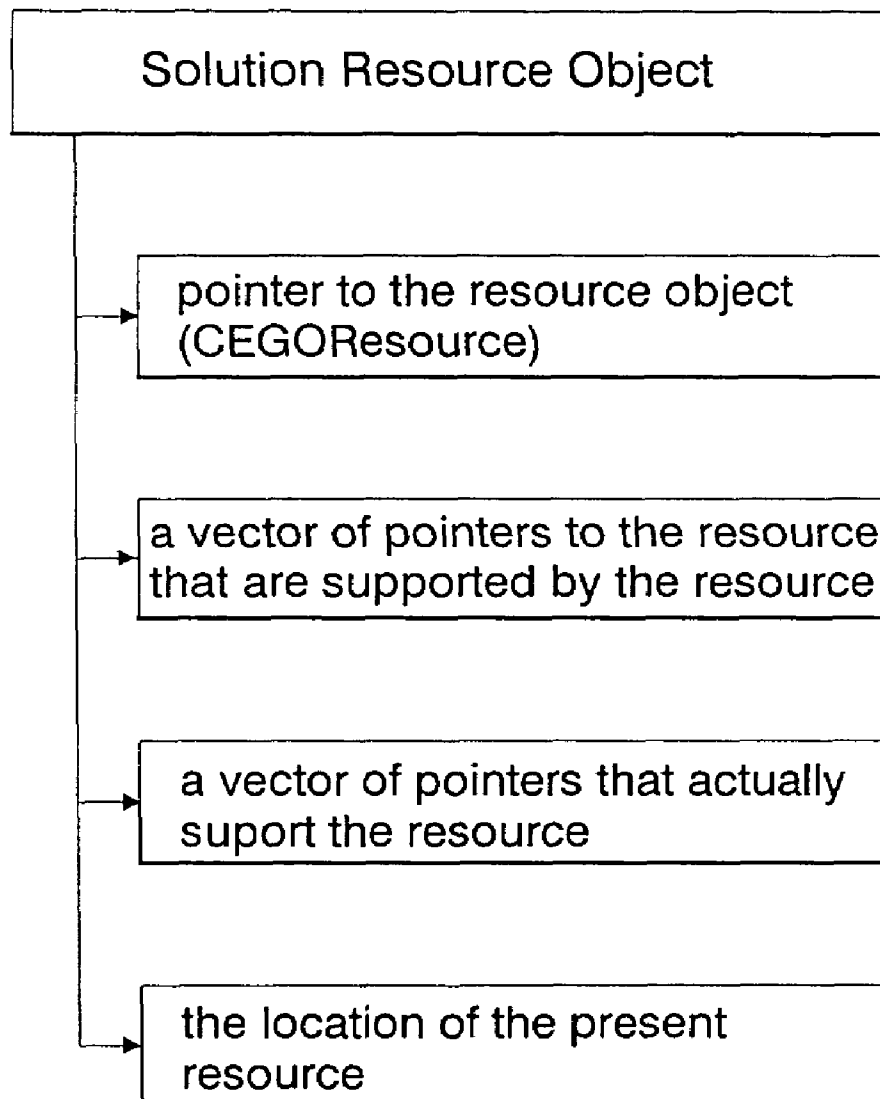 Solution Resource Object
pointer to the resource object
(CEGOResource)
a vector of pointers to the resource
that are supported by the resource
a vector of pointers that actually
suport the resource
the location of the present
resource